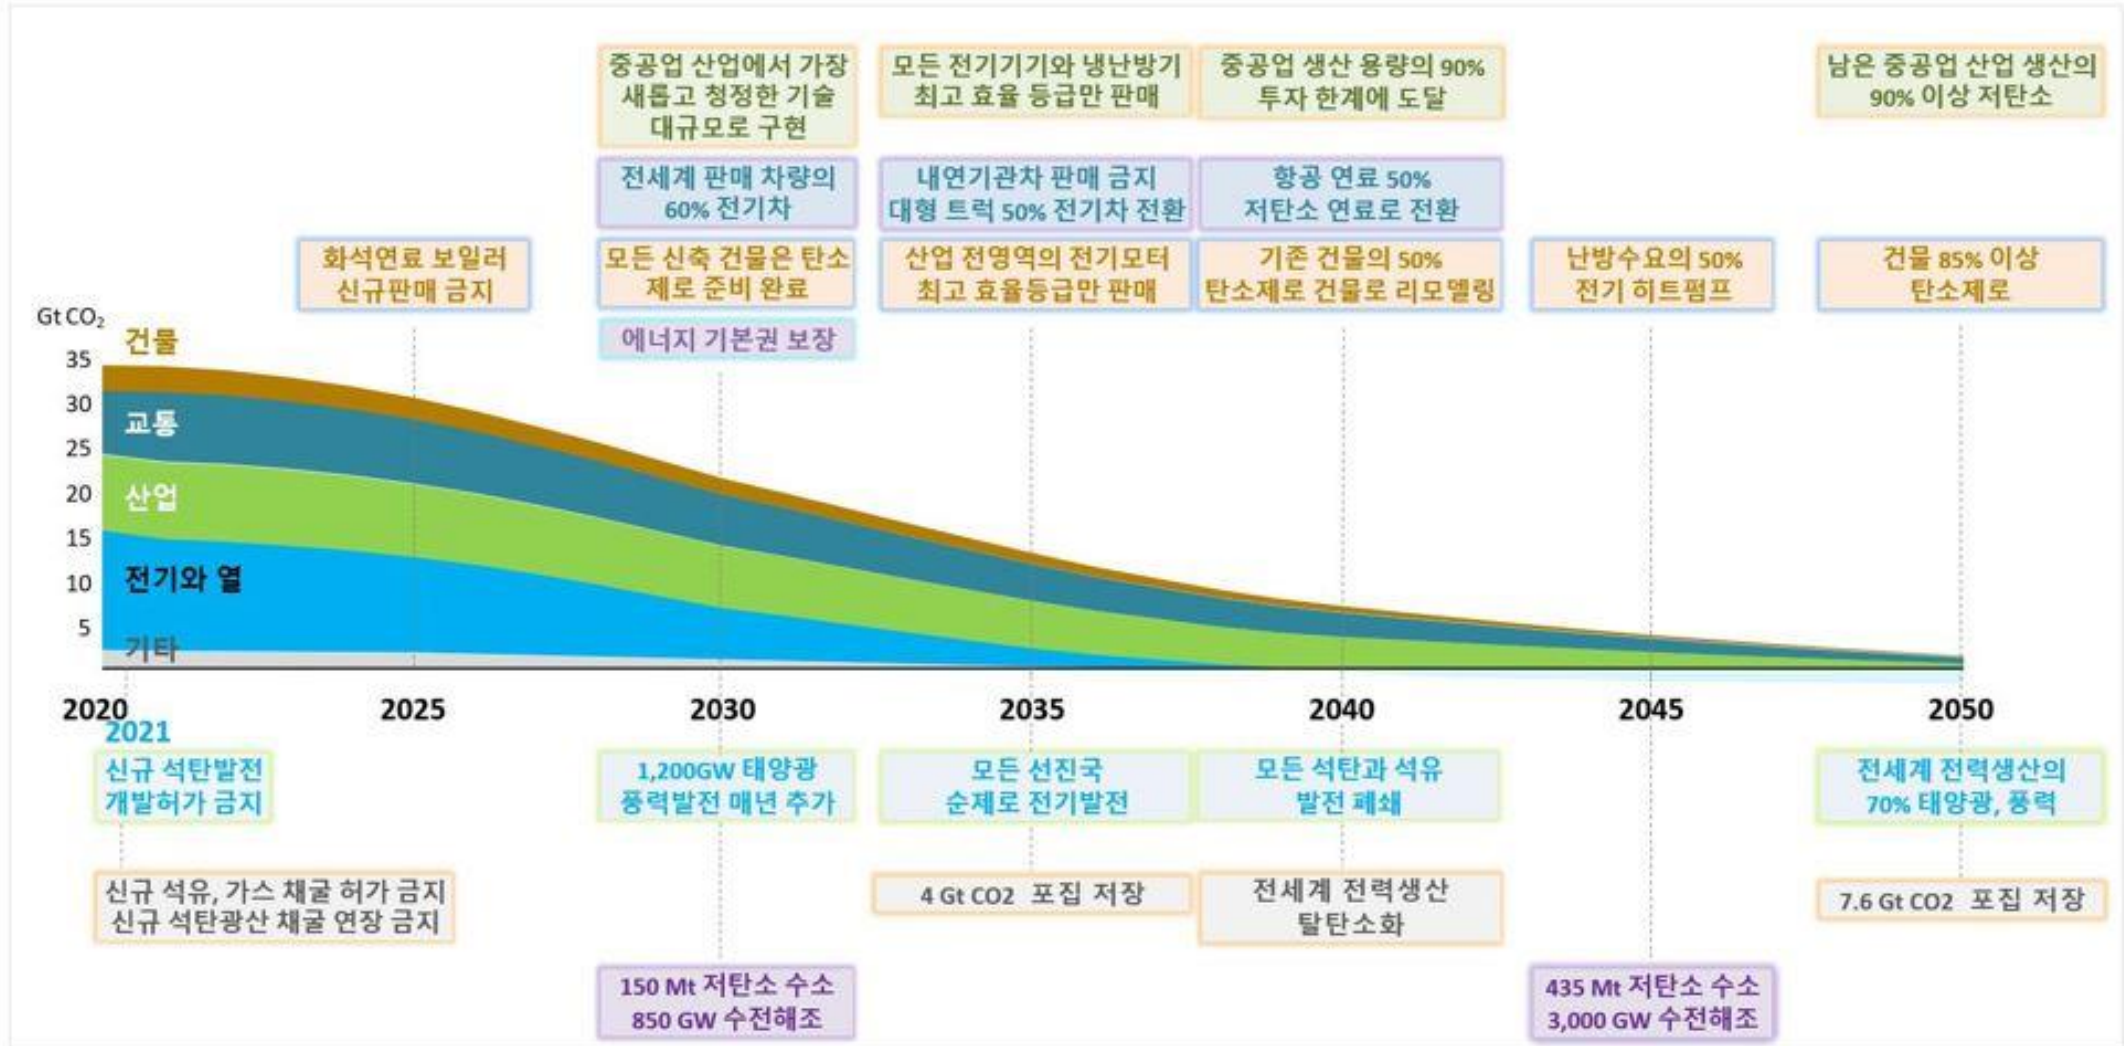 중공업 산업에서 가장
새롭고 청정한 기술
대규모로 구현
모든 전기기기와 냉난방기
최고 효율 등급만 판매
중공업 생산 용량의 90%
투자 한계에 도달
남은 중공업 산업 생산의
90% 이상 저탄소
전세계 판매 차량의
60% 전기차
내연기관차 판매 금지
대형 트럭 50% 전기차 전환
항공 연료 50%
저탄소 연료로 전환
화석연료 보일러
신규판매 금지
모든 신축 건물은 탄소
제로 준비 완료
산업 전영역의 전기모터
최고 효율등급만 판매
기존 건물의 50%
탄소제로 건물로 리모델링
난방수요의 50%
전기 히트펌프
건물 85% 이상
탄소제로
에너지 기본권 보장
Gt CO₂
35
30
25
20
15
10
5
건물
교통
산업
전기와 열
기타
2020
2025
2030
2035
2040
2045
2050
2021
신규 석탄발전
개발허가 금지
1,200GW 태양광
풍력발전 매년 추가
모든 선진국
순제로 전기발전
모든 석탄과 석유
발전 폐쇄
전세계 전력생산의
70% 태양광, 풍력
신규 석유, 가스 채굴 허가 금지
신규 석탄광산 채굴 연장 금지
4 Gt CO2 포집 저장
전세계 전력생산
탈탄소화
7.6 Gt CO2 포집 저장
150 Mt 저탄소 수소
850 GW 수전해조
435 Mt 저탄소 수소
3,000 GW 수전해조